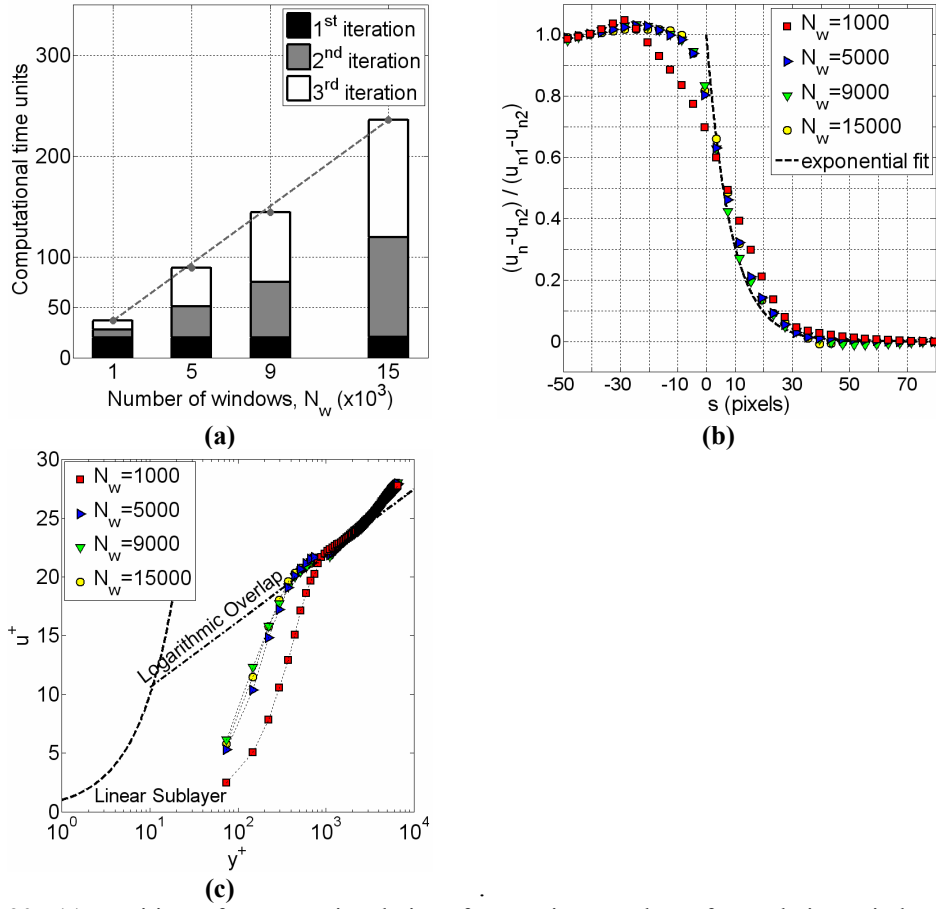 350
200
100
50
0
Computational time units
1st iteration
2nd iteration
3rd iteration
1 5 9 15
Number of windows, Nw (x10³)
(a)
1.0
0.8
0.6
0.4
0.2
0
(un-un2) / (un1-un2)
Nw=1000
Nw=5000
Nw=9000
Nw=15000
exponential fit
-50 -30 -10 0 10 30 50 70
s (pixels)
(b)
30
25
20
15
10
5
0
u+
Nw=1000
Nw=5000
Nw=9000
Nw=15000
Logarithmic Overlap
Linear Sublayer
10⁰ 10¹ 10² 10³ 10⁴
y+
(c) .